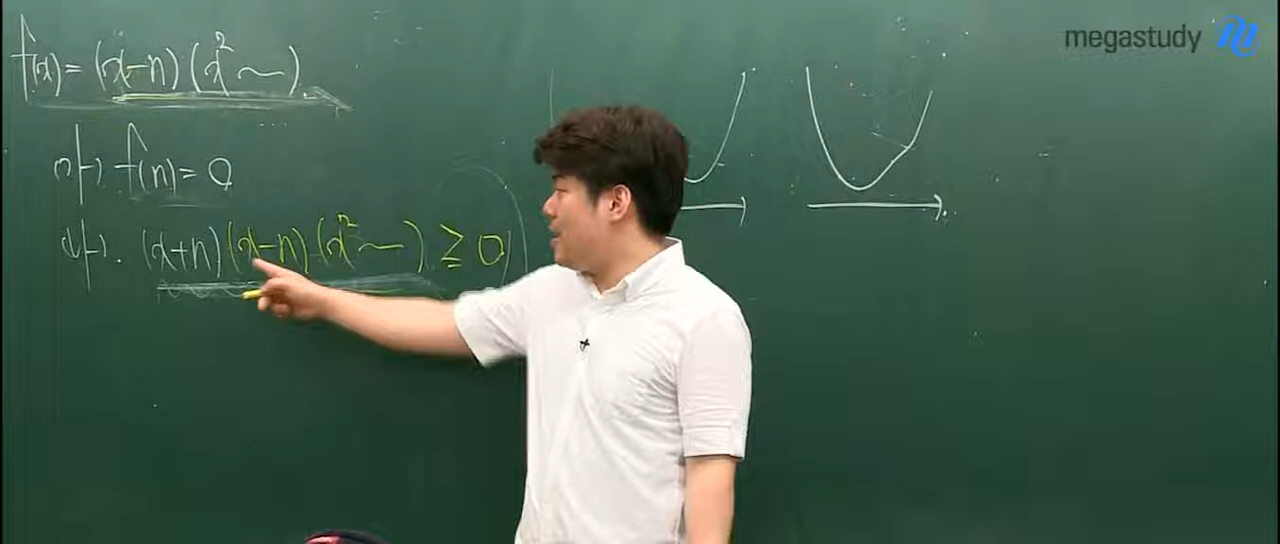 f(x) = (x-n)(x² ~)
가) f(n) = 0
나). (x+n)(x-n)(x² ~) ≥ 0
megastudy